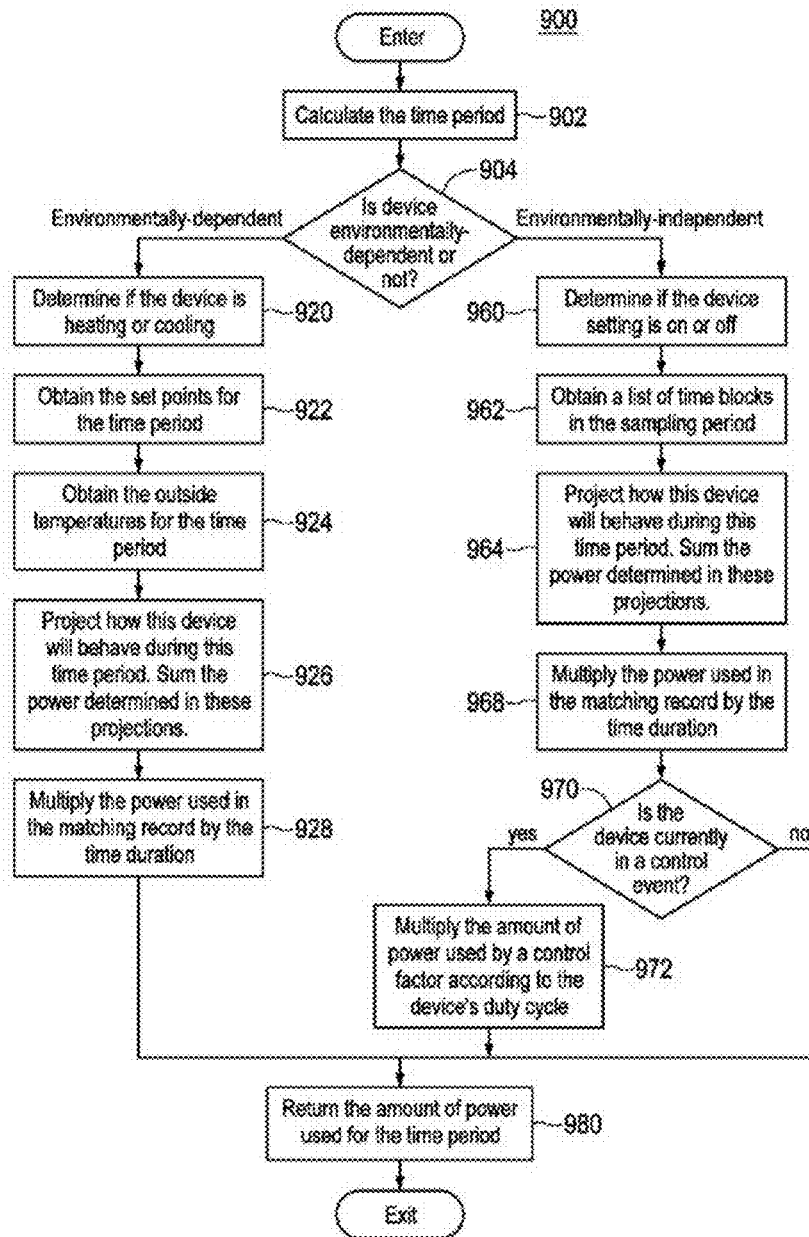 900
Enter
Calculate the time period
902
904
Is device
environmentally-
dependent or
not?
Environmentally-dependent
Environmentally-independent
Determine if the device is
heating or cooling
920
Obtain the set points for
the time period
922
Obtain the outside
temperatures for the time
period
924
Project how this device
will behave during this
time period. Sum the
power determined in these
projections.
926
Multiply the power used in
the matching record by the
time duration
928
960
Determine if the device
setting is on or off
962
Obtain a list of time blocks
in the sampling period
964
Project how this device
will behave during this
time period. Sum the
power determined in these
projections.
968
Multiply the power used in
the matching record by the
time duration
970
Is the
device currently
in a control
event?
yes
no
Multiply the amount of
power used by a control
factor according to the
device's duty cycle
972
Return the amount of power
used for the time period
980
Exit